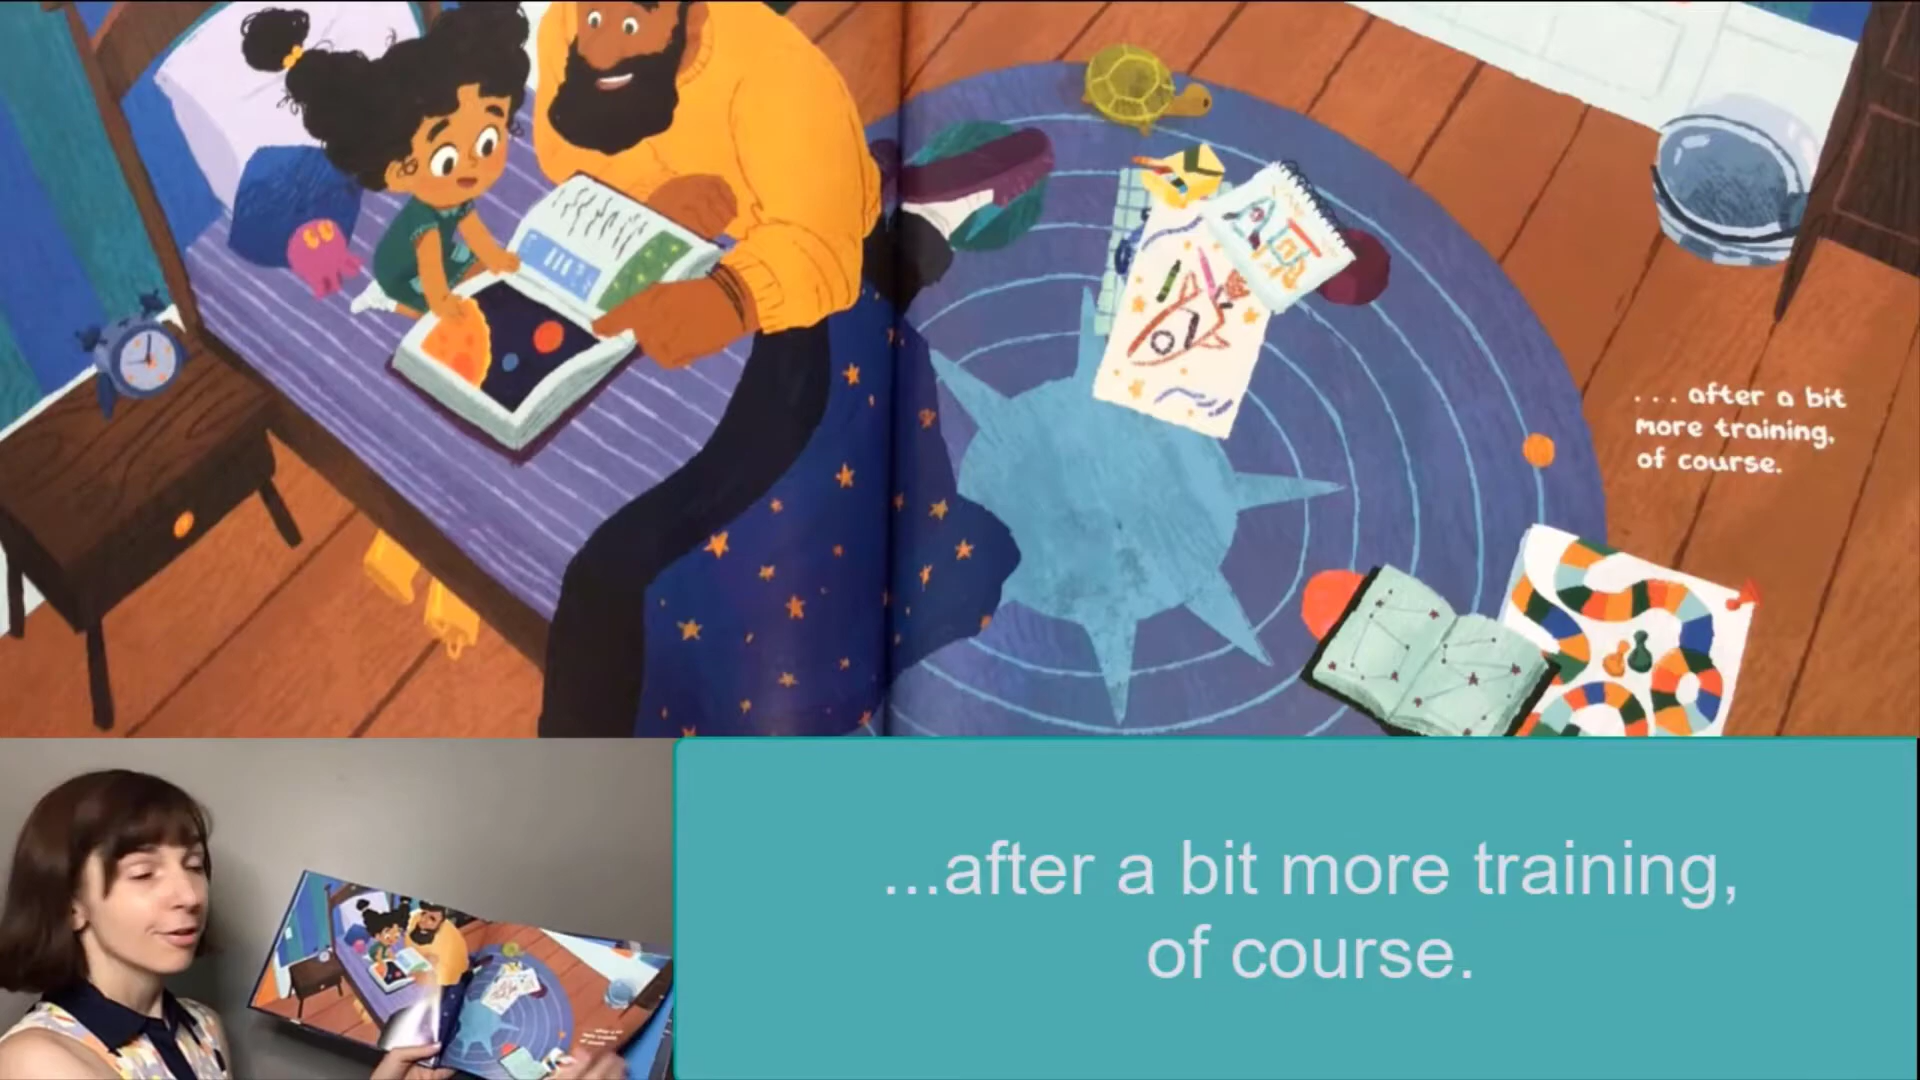 . . . after a bit
more training,
of course.
...after a bit more training,
of course.